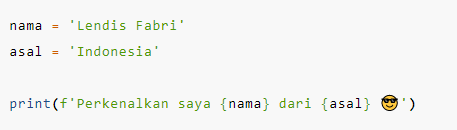 nama = 'Lendis Fabri'
asal = 'Indonesia'
print(f'Perkenalkan saya {nama} dari {asal} 😎')